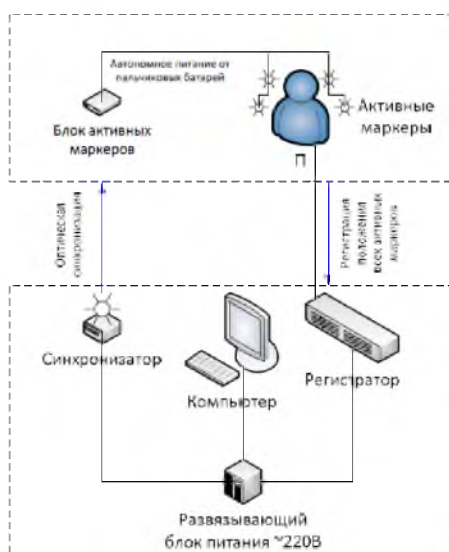 Автономное питание от
пальчиковых батарей
Блок активных
маркеров
Активные
маркеры
П
Оптическая
синхронизация
Регистрация
положения
всех активных
маркеров
Синхронизатор
Компьютер
Регистратор
Развязывающий
блок питания ~220В